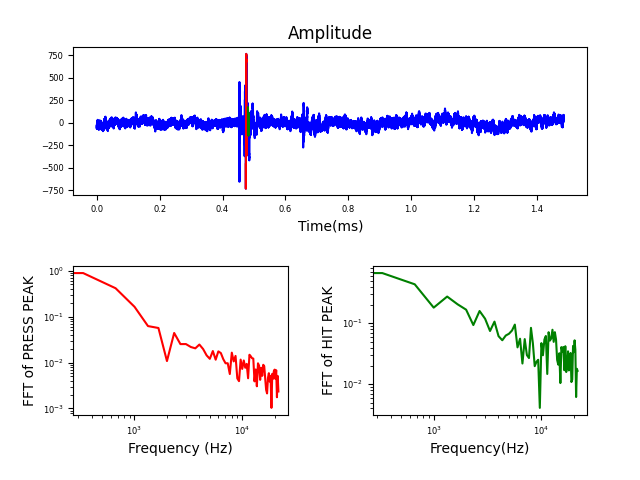 Amplitude
750
500
250
0
−250
−500
−750
0.0 0.2 0.4 0.6 0.8 1.0 1.2 1.4
Time(ms)
FFT of PRESS PEAK
10⁰
10⁻¹
10⁻²
10⁻³
10³ 10⁴
Frequency (Hz)
FFT of HIT PEAK
10⁻¹
10⁻²
10³ 10⁴
Frequency(Hz)